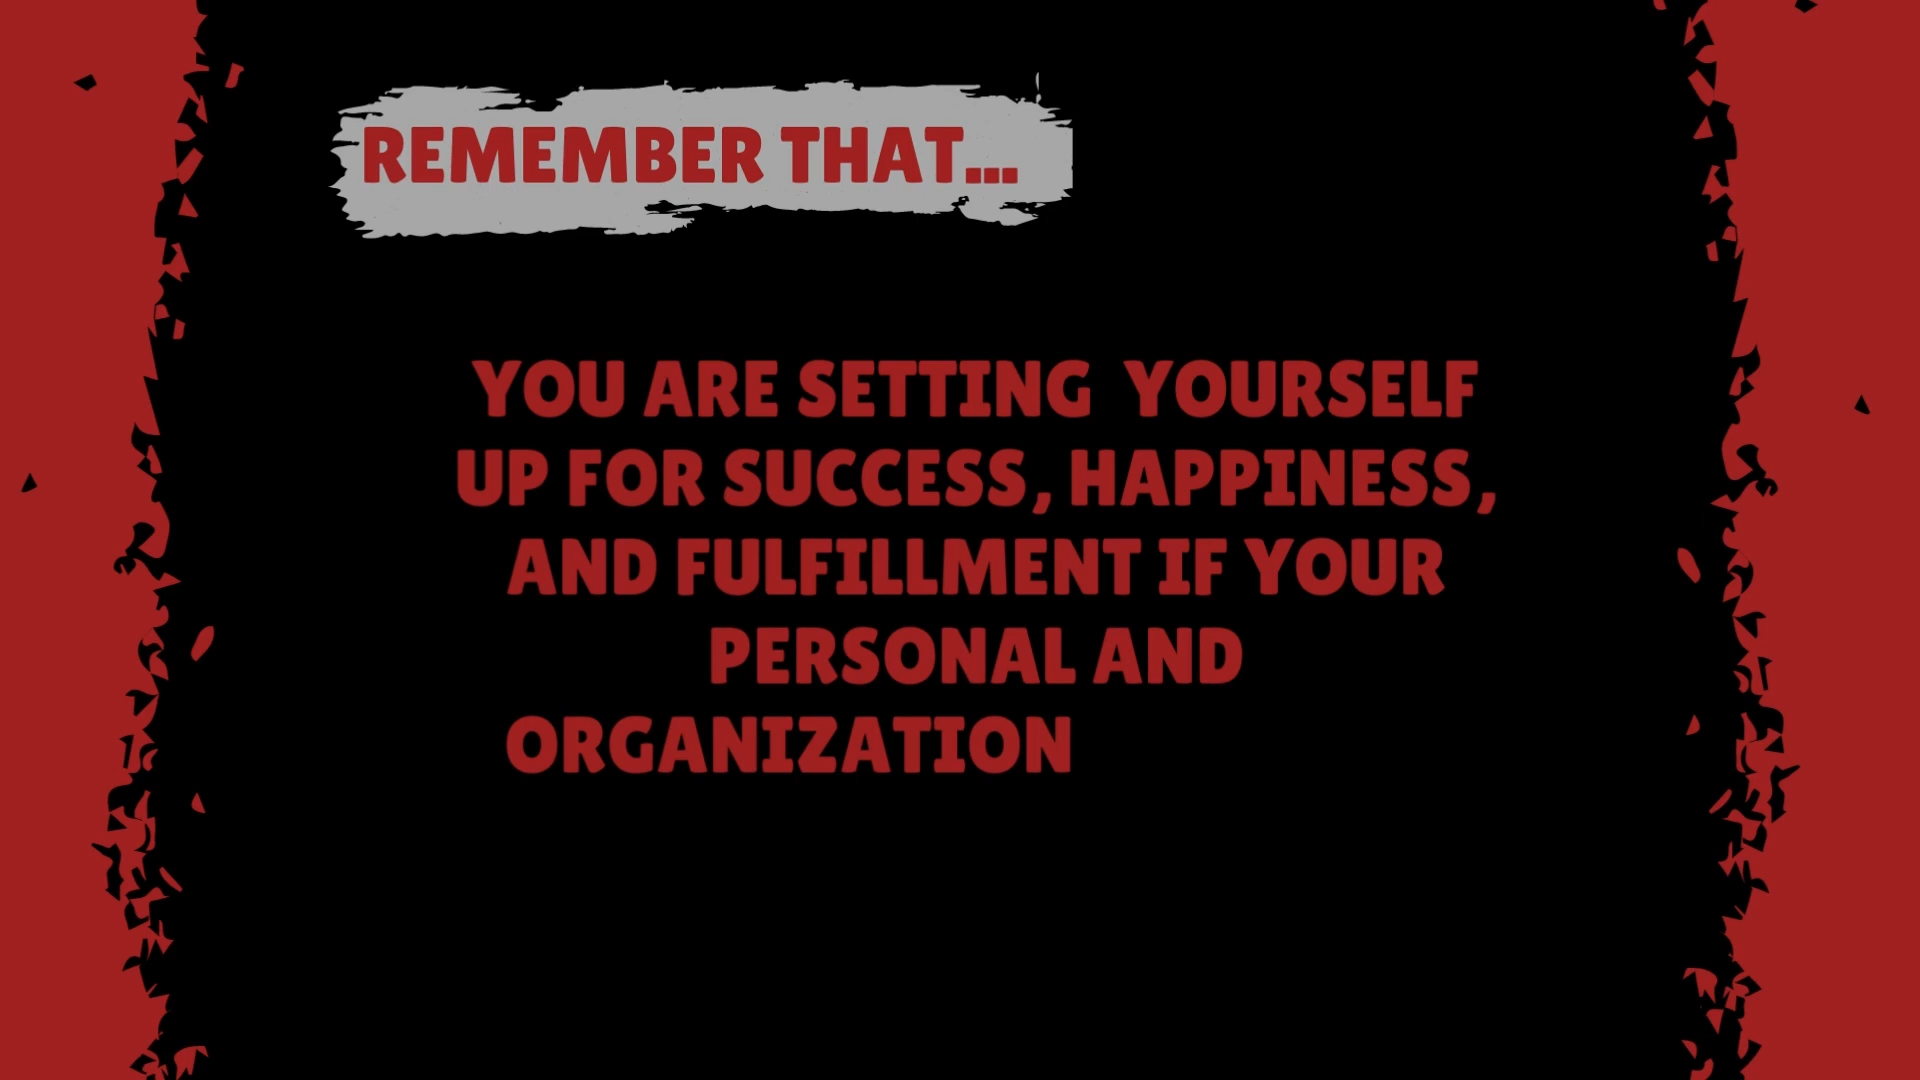 REMEMBER THAT...
YOU ARE SETTING YOURSELF
UP FOR SUCCESS, HAPPINESS,
AND FULFILLMENT IF YOUR
PERSONAL AND
ORGANIZATION